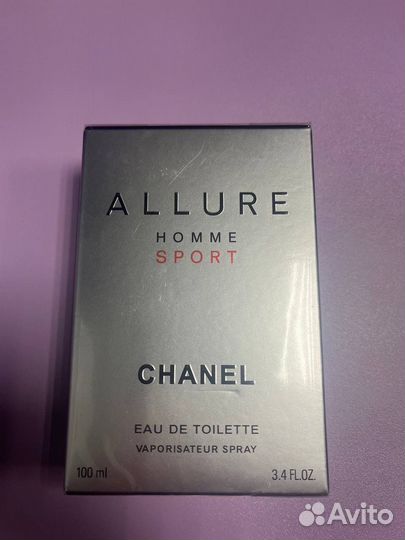 ALLURE
HOMME
SPORT
CHANEL
EAU DE TOILETTE
VAPORISATEUR SPRAY
100 ml 3.4 FL.OZ.
Avito